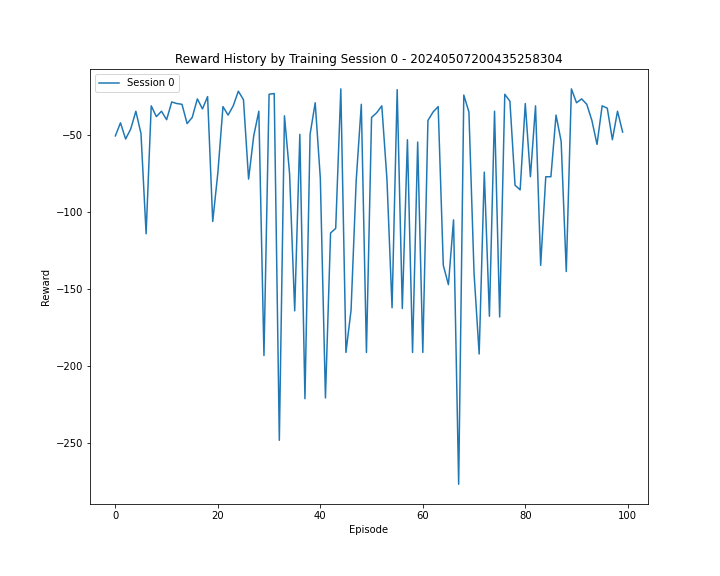 Reward History by Training Session 0 - 20240507200435258304
Session 0
−50
−100
−150
−200
−250
Reward
0
20
40
60
80
100
Episode